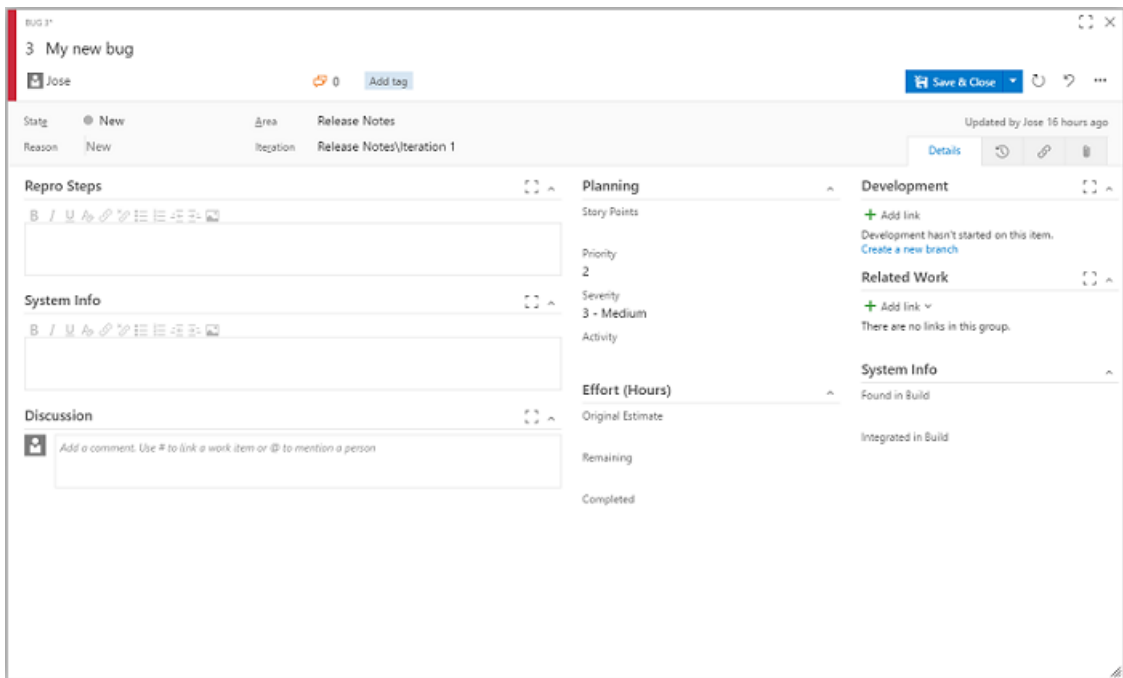 BUG 3*
3 My new bug
Jose 0 Add tag Save & Close
State New Area Release Notes Updated by Jose 16 hours ago
Reason New Iteration Release Notes\Iteration 1 Details
Repro Steps
B I U
System Info
B I U
Discussion
Add a comment. Use # to link a work item or @ to mention a person
Planning
Story Points
Priority
2
Severity
3 - Medium
Activity
Effort (Hours)
Original Estimate
Remaining
Completed
Development
+ Add link
Development hasn't started on this item.
Create a new branch
Related Work
+ Add link
There are no links in this group.
System Info
Found in Build
Integrated in Build